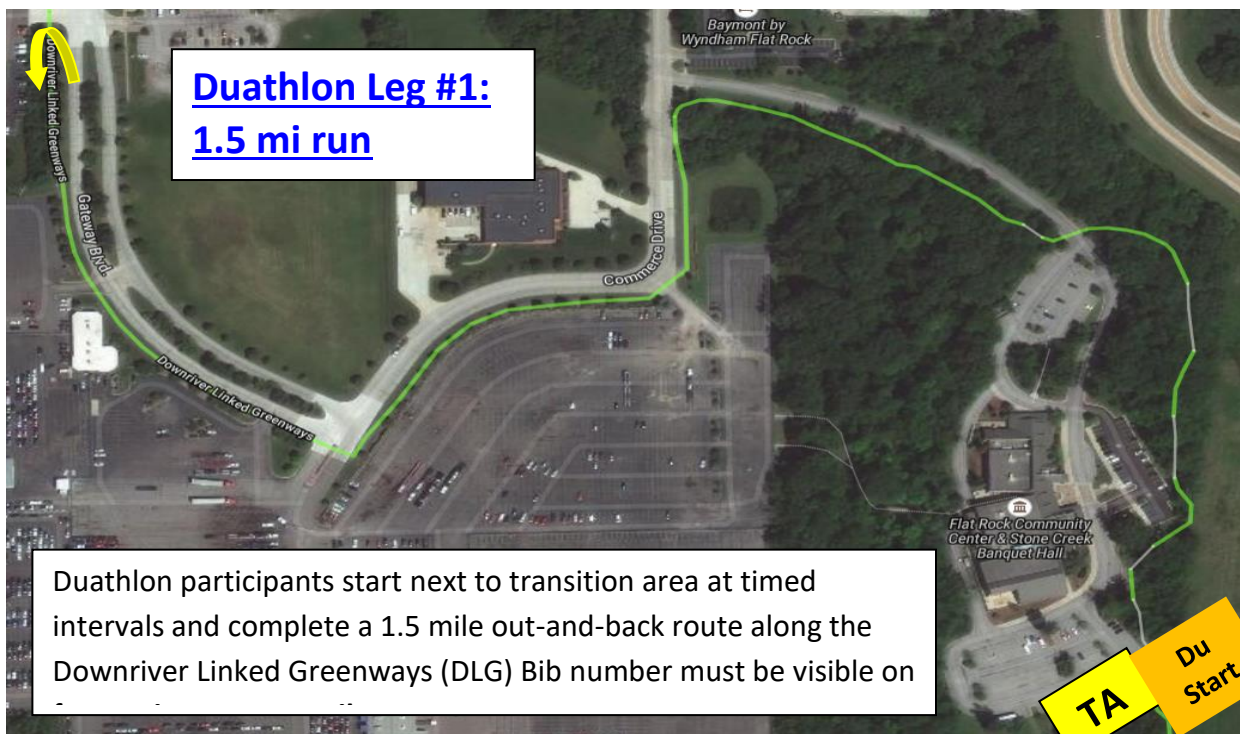 Baymont by
Wyndham Flat Rock
Downriver Linked Greenways
Duathlon Leg #1:
1.5 mi run
Gateway Blvd.
Commerce Drive
Downriver Linked Greenways
Flat Rock Community
Center & Stone Creek
Banquet Hall
Duathlon participants start next to transition area at timed
intervals and complete a 1.5 mile out-and-back route along the
Downriver Linked Greenways (DLG) Bib number must be visible on
TA
Du
Start